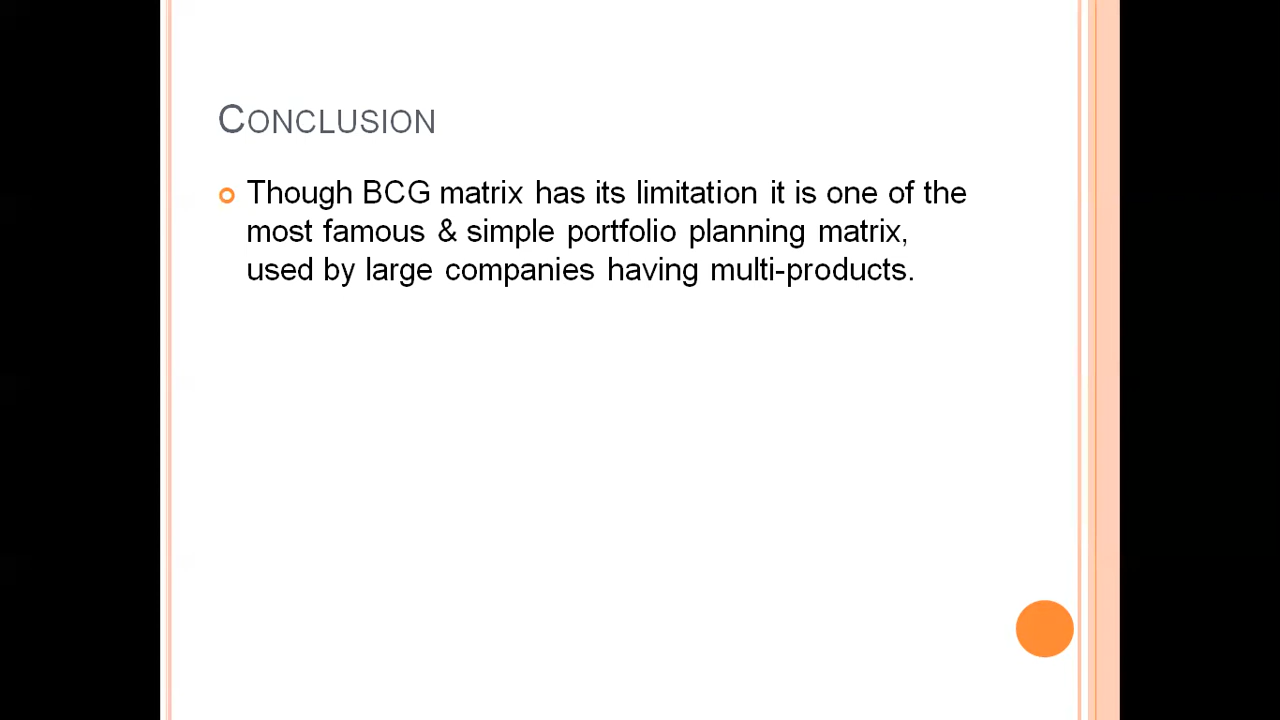 Conclusion
Though BCG matrix has its limitation it is one of the
most famous & simple portfolio planning matrix,
used by large companies having multi-products.